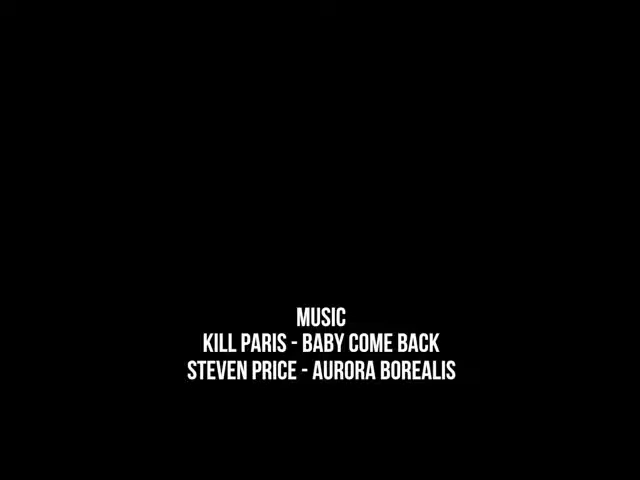 MUSIC
KILL PARIS - BABY COME BACK
STEVEN PRICE - AURORA BOREALIS